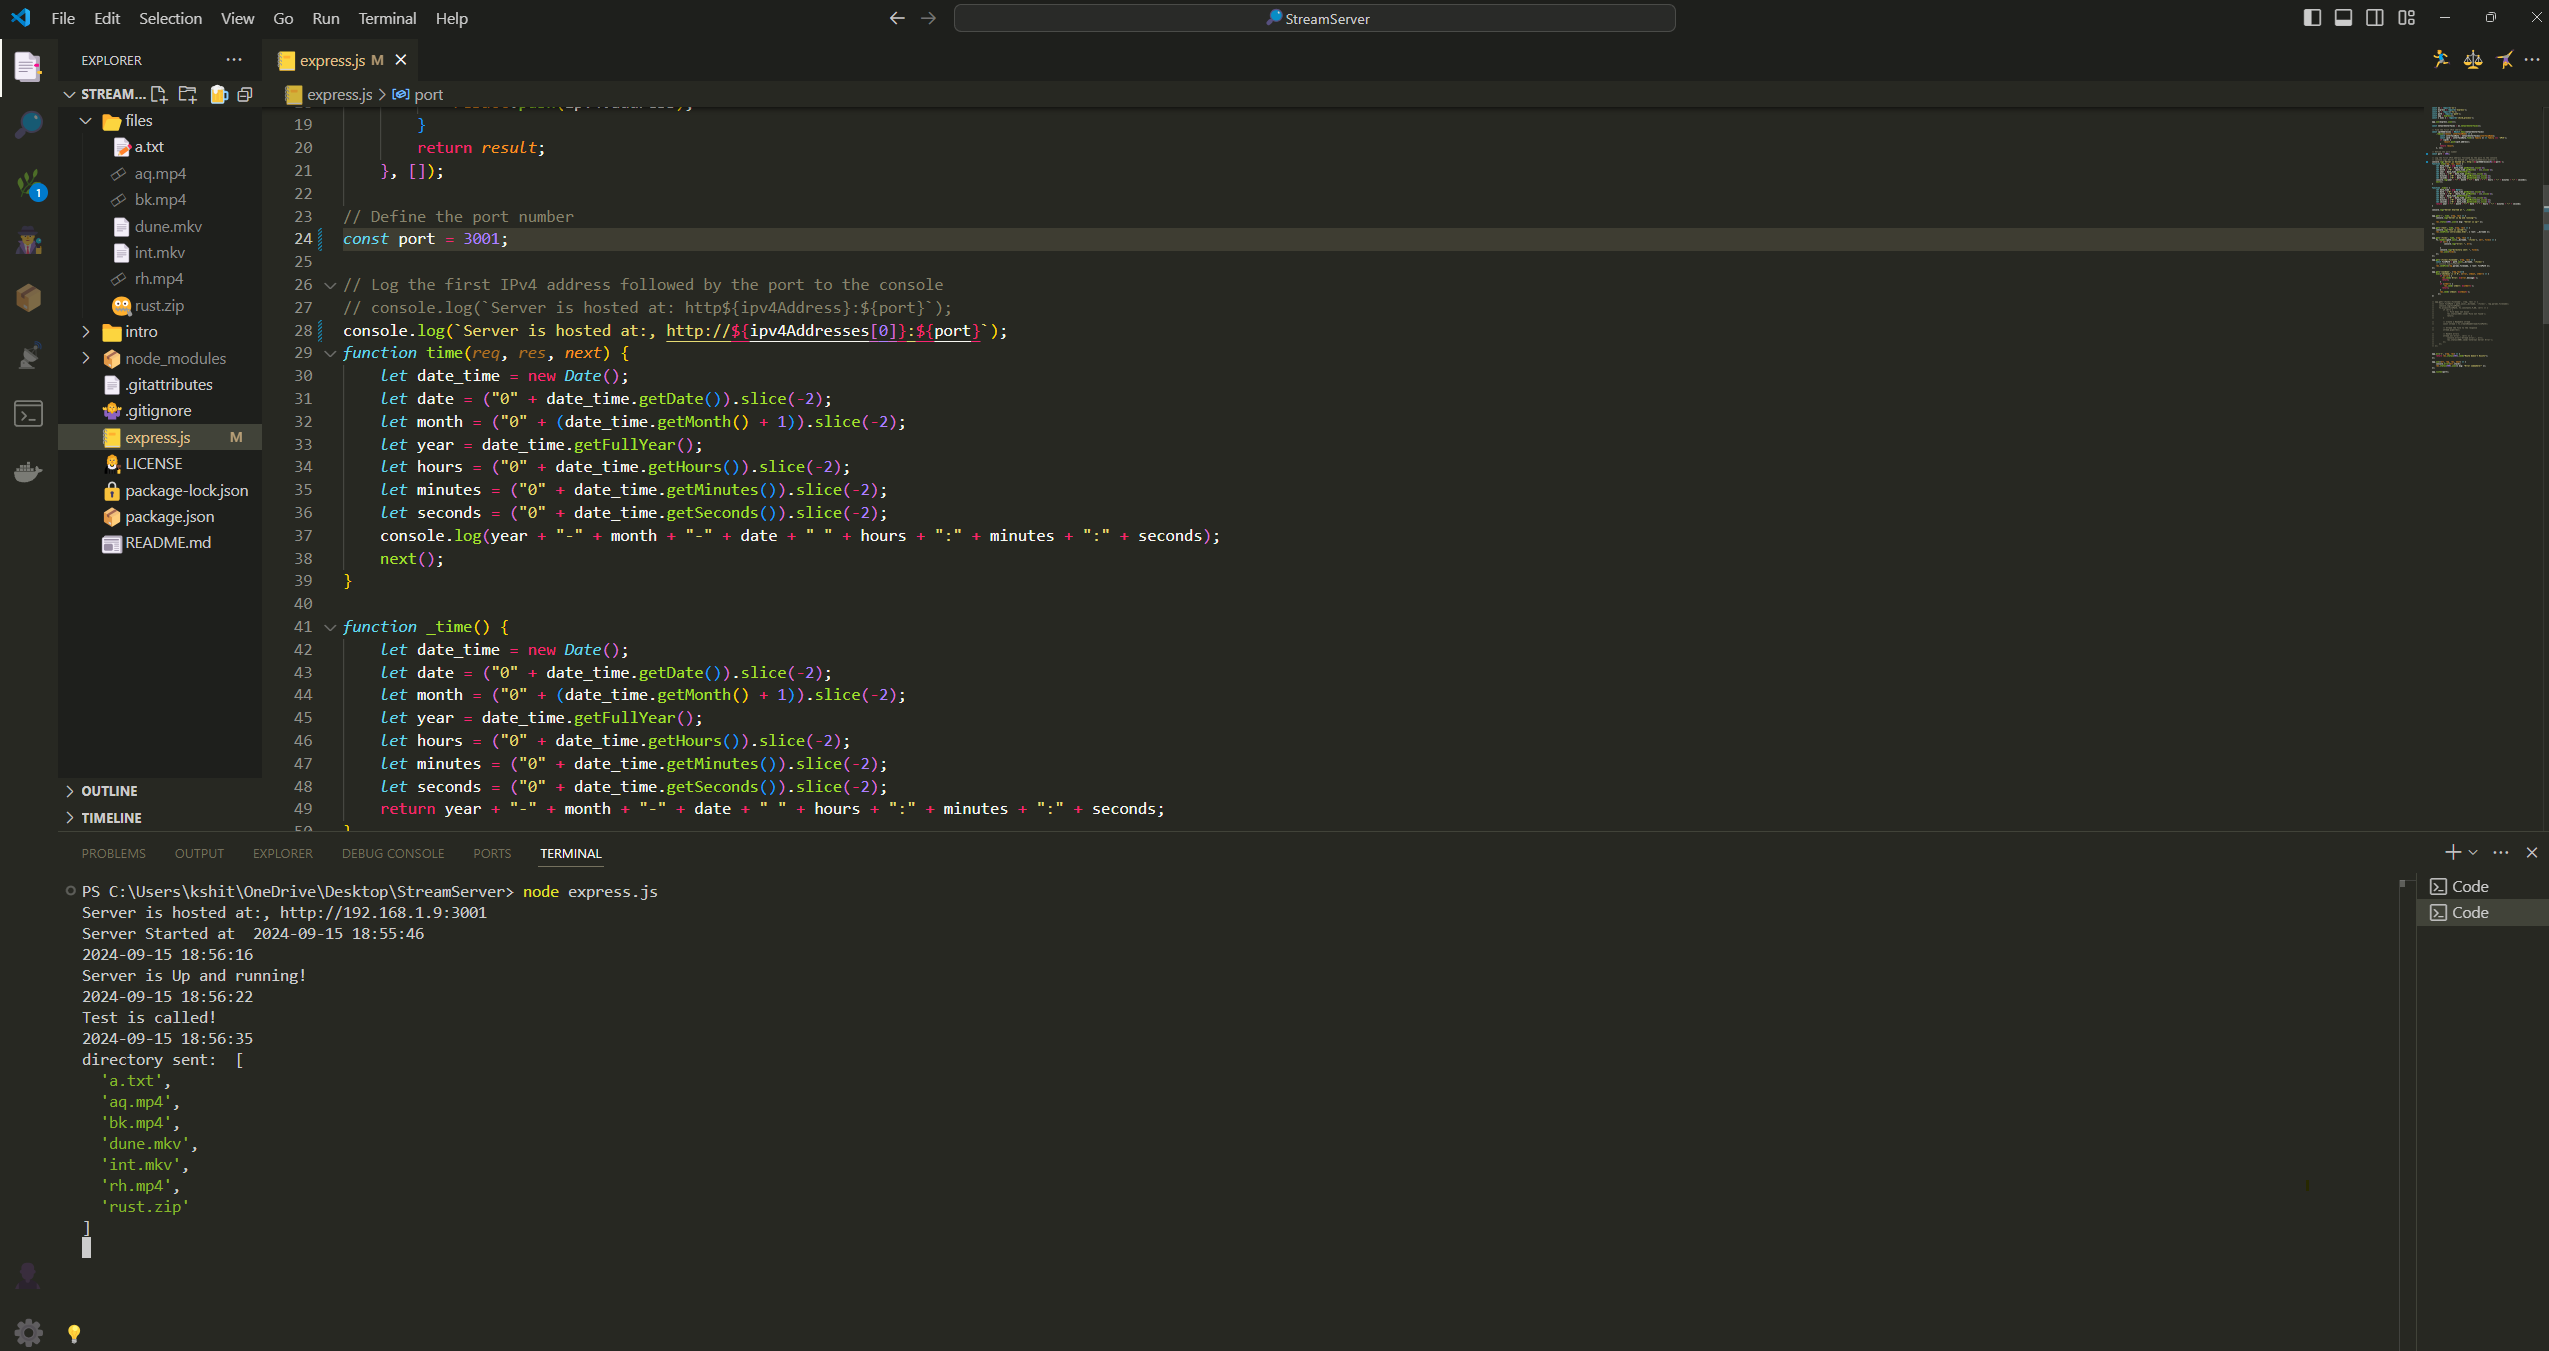 File Edit Selection View Go Run Terminal Help
StreamServer
EXPLORER
express.js M
STREAM...
express.js > port
files
a.txt
aq.mp4
bk.mp4
dune.mkv
int.mkv
rh.mp4
rust.zip
intro
node_modules
.gitattributes
.gitignore
express.js M
LICENSE
package-lock.json
package.json
README.md
OUTLINE
TIMELINE
1
19 }
20 return result;
21 }, []);
22
23 // Define the port number
24 const port = 3001;
25
26 // Log the first IPv4 address followed by the port to the console
27 // console.log(`Server is hosted at: http${ipv4Address}:${port}`);
28 console.log(`Server is hosted at:, http://${ipv4Addresses[0]}:${port}`);
29 function time(req, res, next) {
30 let date_time = new Date();
31 let date = ("0" + date_time.getDate()).slice(-2);
32 let month = ("0" + (date_time.getMonth() + 1)).slice(-2);
33 let year = date_time.getFullYear();
34 let hours = ("0" + date_time.getHours()).slice(-2);
35 let minutes = ("0" + date_time.getMinutes()).slice(-2);
36 let seconds = ("0" + date_time.getSeconds()).slice(-2);
37 console.log(year + "-" + month + "-" + date + " " + hours + ":" + minutes + ":" + seconds);
38 next();
39 }
40
41 function _time() {
42 let date_time = new Date();
43 let date = ("0" + date_time.getDate()).slice(-2);
44 let month = ("0" + (date_time.getMonth() + 1)).slice(-2);
45 let year = date_time.getFullYear();
46 let hours = ("0" + date_time.getHours()).slice(-2);
47 let minutes = ("0" + date_time.getMinutes()).slice(-2);
48 let seconds = ("0" + date_time.getSeconds()).slice(-2);
49 return year + "-" + month + "-" + date + " " + hours + ":" + minutes + ":" + seconds;
PROBLEMS OUTPUT EXPLORER DEBUG CONSOLE PORTS TERMINAL
PS C:\Users\kshit\OneDrive\Desktop\StreamServer> node express.js
Server is hosted at:, http://192.168.1.9:3001
Server Started at  2024-09-15 18:55:46
2024-09-15 18:56:16
Server is Up and running!
2024-09-15 18:56:22
Test is called!
2024-09-15 18:56:35
directory sent:  [
'a.txt',
'aq.mp4',
'bk.mp4',
'dune.mkv',
'int.mkv',
'rh.mp4',
'rust.zip'
]
Code
Code